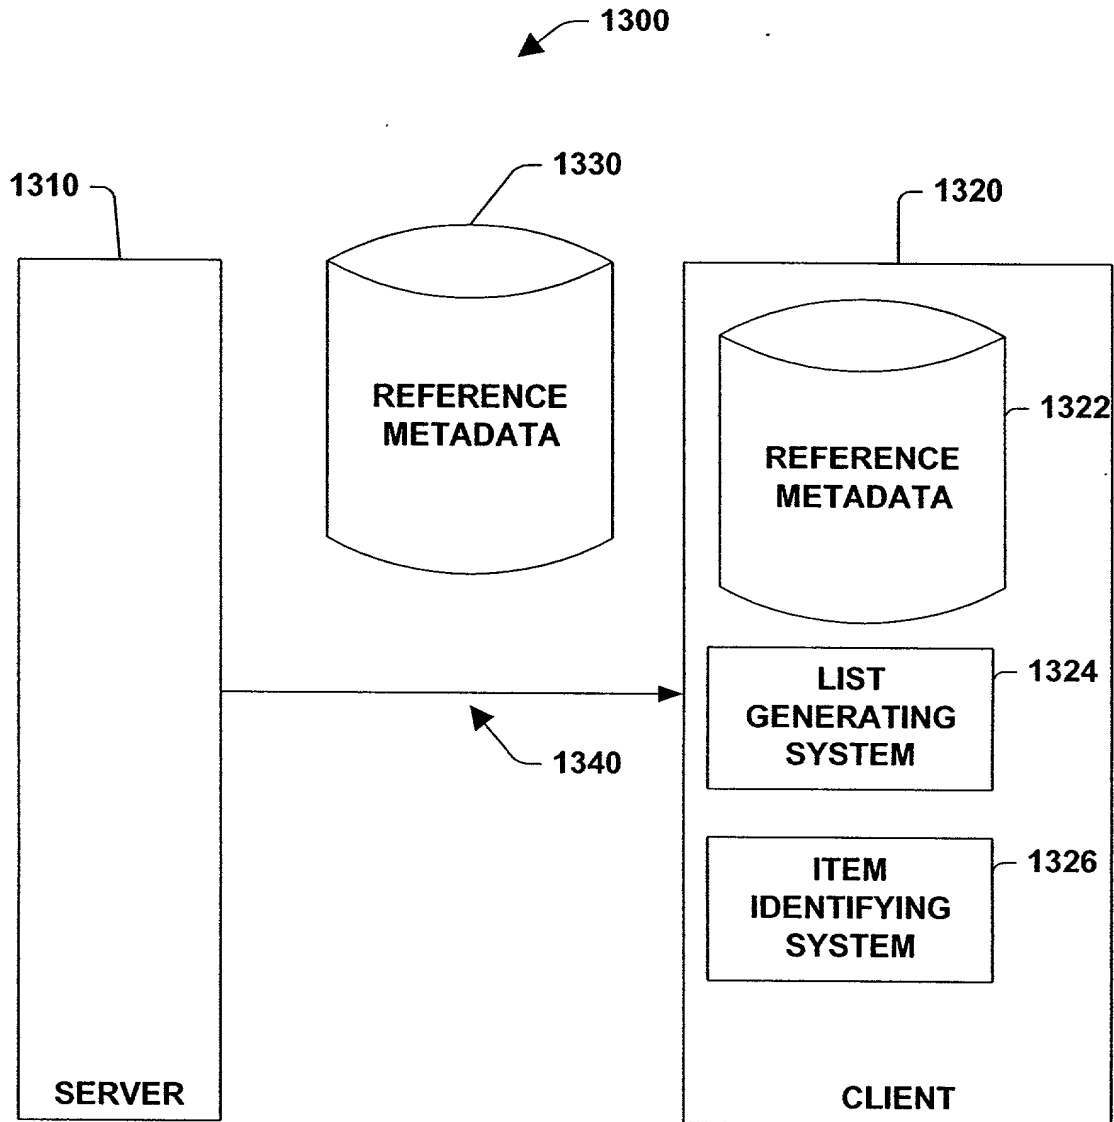 1300
1330
1310
1320
REFERENCE
METADATA
1322
REFERENCE
METADATA
LIST
GENERATING
SYSTEM
1324
1340
ITEM
IDENTIFYING
SYSTEM
1326
SERVER
CLIENT